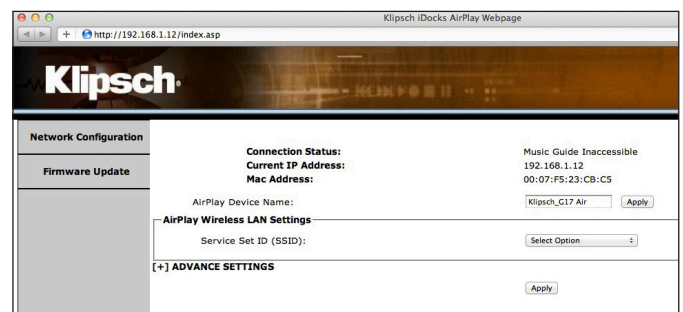 Klipsch iDocks AirPlay Webpage
http://192.168.1.12/index.asp
Klipsch
Network Configuration
Firmware Update
Connection Status: Music Guide Inaccessible
Current IP Address: 192.168.1.12
Mac Address: 00:07:F5:23:CB:C5
AirPlay Device Name: Klipsch_G17 Air Apply
AirPlay Wireless LAN Settings
Service Set ID (SSID): Select Option
[+] ADVANCE SETTINGS
Apply